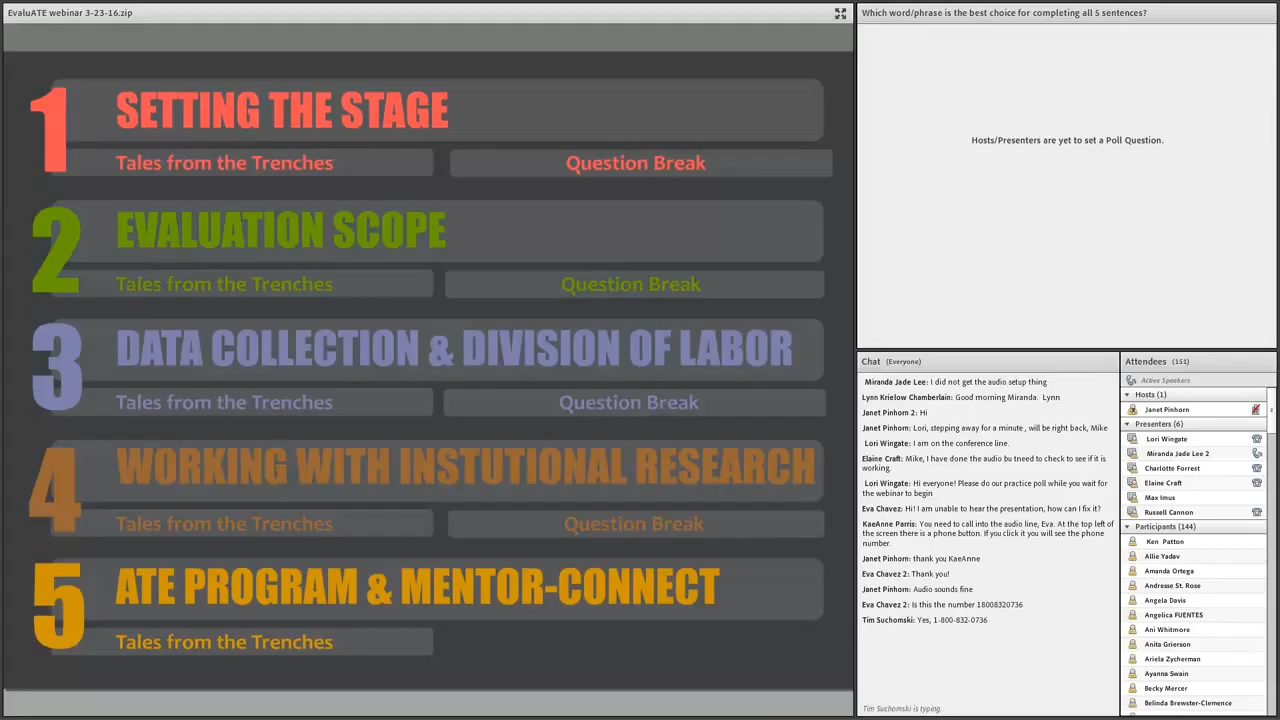 EvaluATE webinar 3-23-16.zip
1
SETTING THE STAGE
Tales from the Trenches
Question Break
2
EVALUATION SCOPE
Tales from the Trenches
Question Break
3
DATA COLLECTION & DIVISION OF LABOR
Tales from the Trenches
Question Break
4
WORKING WITH INSTUTIONAL RESEARCH
Tales from the Trenches
Question Break
5
ATE PROGRAM & MENTOR-CONNECT
Tales from the Trenches
Which word/phrase is the best choice for completing all 5 sentences?
Hosts/Presenters are yet to set a Poll Question.
Chat (Everyone)
Miranda Jade Lee: I did not get the audio setup thing
Lynn Krielow Chamberlain: Good morning Miranda. Lynn
Janet Pinhorn 2: Hi
Janet Pinhorn: Lori, stepping away for a minute , will be right back, Mike
Lori Wingate: I am on the conference line.
Elaine Craft: Mike, I have done the audio bu tneed to check to see if it is
working.
Lori Wingate: Hi everyone! Please do our practice poll while you wait for
the webinar to begin
Eva Chavez: Hi! I am unable to hear the presentation, how can I fix it?
KaeAnne Parris: You need to call into the audio line, Eva. At the top left of
the screen there is a phone button. If you click it you will see the phone
number.
Janet Pinhorn: thank you KaeAnne
Eva Chavez 2: Thank you!
Janet Pinhorn: Audio sounds fine
Eva Chavez 2: Is this the number 18008320736
Tim Suchomski: Yes, 1-800-832-0736
Tim Suchomski is typing.
Attendees (151)
Active Speakers
Hosts (1)
Janet Pinhorn
Presenters (6)
Lori Wingate
Miranda Jade Lee 2
Charlotte Forrest
Elaine Craft
Max Imus
Russell Cannon
Participants (144)
Ken Patton
Allie Yadav
Amanda Ortega
Andresse St. Rose
Angela Davis
Angelica FUENTES
Ani Whitmore
Anita Grierson
Ariela Zycherman
Ayanna Swain
Becky Mercer
Belinda Brewster-Clemence